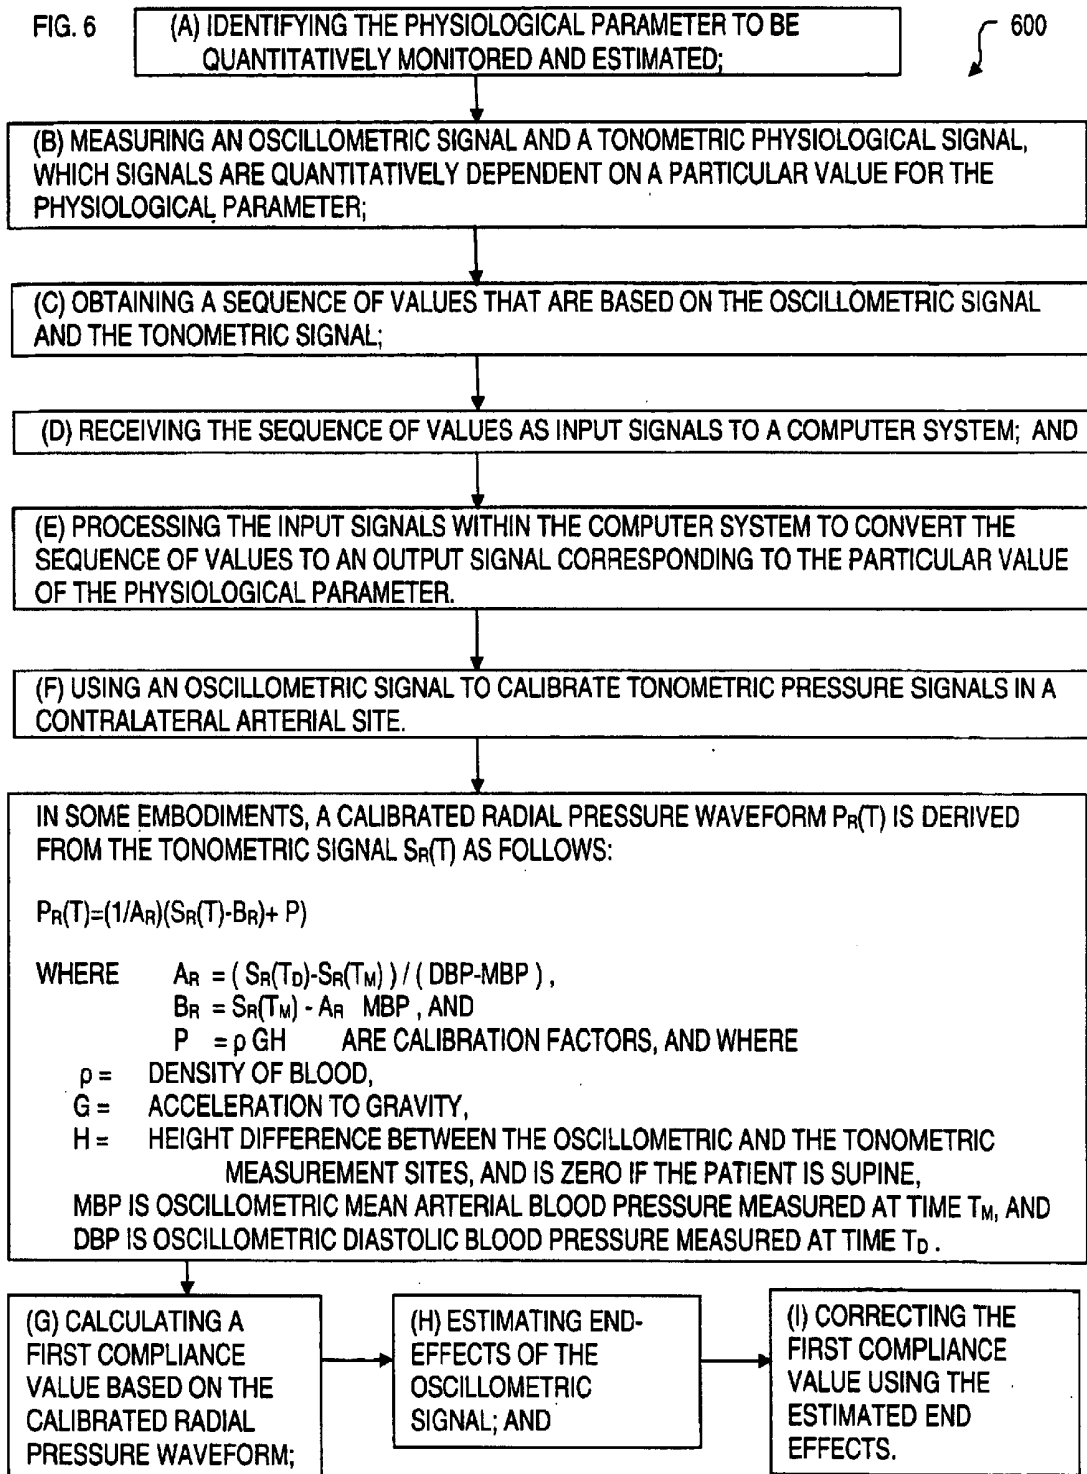 FIG. 6
600
(A) IDENTIFYING THE PHYSIOLOGICAL PARAMETER TO BE
QUANTITATIVELY MONITORED AND ESTIMATED;
(B) MEASURING AN OSCILLOMETRIC SIGNAL AND A TONOMETRIC PHYSIOLOGICAL SIGNAL,
WHICH SIGNALS ARE QUANTITATIVELY DEPENDENT ON A PARTICULAR VALUE FOR THE
PHYSIOLOGICAL PARAMETER;
(C) OBTAINING A SEQUENCE OF VALUES THAT ARE BASED ON THE OSCILLOMETRIC SIGNAL
AND THE TONOMETRIC SIGNAL;
(D) RECEIVING THE SEQUENCE OF VALUES AS INPUT SIGNALS TO A COMPUTER SYSTEM; AND
(E) PROCESSING THE INPUT SIGNALS WITHIN THE COMPUTER SYSTEM TO CONVERT THE
SEQUENCE OF VALUES TO AN OUTPUT SIGNAL CORRESPONDING TO THE PARTICULAR VALUE
OF THE PHYSIOLOGICAL PARAMETER.
(F) USING AN OSCILLOMETRIC SIGNAL TO CALIBRATE TONOMETRIC PRESSURE SIGNALS IN A
CONTRALATERAL ARTERIAL SITE.
IN SOME EMBODIMENTS, A CALIBRATED RADIAL PRESSURE WAVEFORM PR(T) IS DERIVED
FROM THE TONOMETRIC SIGNAL SR(T) AS FOLLOWS:
PR(T)=(1/AR)(SR(T)-BR)+ P)
WHERE AR = ( SR(TD)-SR(TM) ) / ( DBP-MBP ) ,
BR = SR(TM) - AR MBP , AND
P = ρ GH ARE CALIBRATION FACTORS, AND WHERE
ρ = DENSITY OF BLOOD,
G = ACCELERATION TO GRAVITY,
H = HEIGHT DIFFERENCE BETWEEN THE OSCILLOMETRIC AND THE TONOMETRIC
MEASUREMENT SITES, AND IS ZERO IF THE PATIENT IS SUPINE,
MBP IS OSCILLOMETRIC MEAN ARTERIAL BLOOD PRESSURE MEASURED AT TIME TM, AND
DBP IS OSCILLOMETRIC DIASTOLIC BLOOD PRESSURE MEASURED AT TIME TD .
(G) CALCULATING A
FIRST COMPLIANCE
VALUE BASED ON THE
CALIBRATED RADIAL
PRESSURE WAVEFORM;
(H) ESTIMATING END-
EFFECTS OF THE
OSCILLOMETRIC
SIGNAL; AND
(I) CORRECTING THE
FIRST COMPLIANCE
VALUE USING THE
ESTIMATED END
EFFECTS.